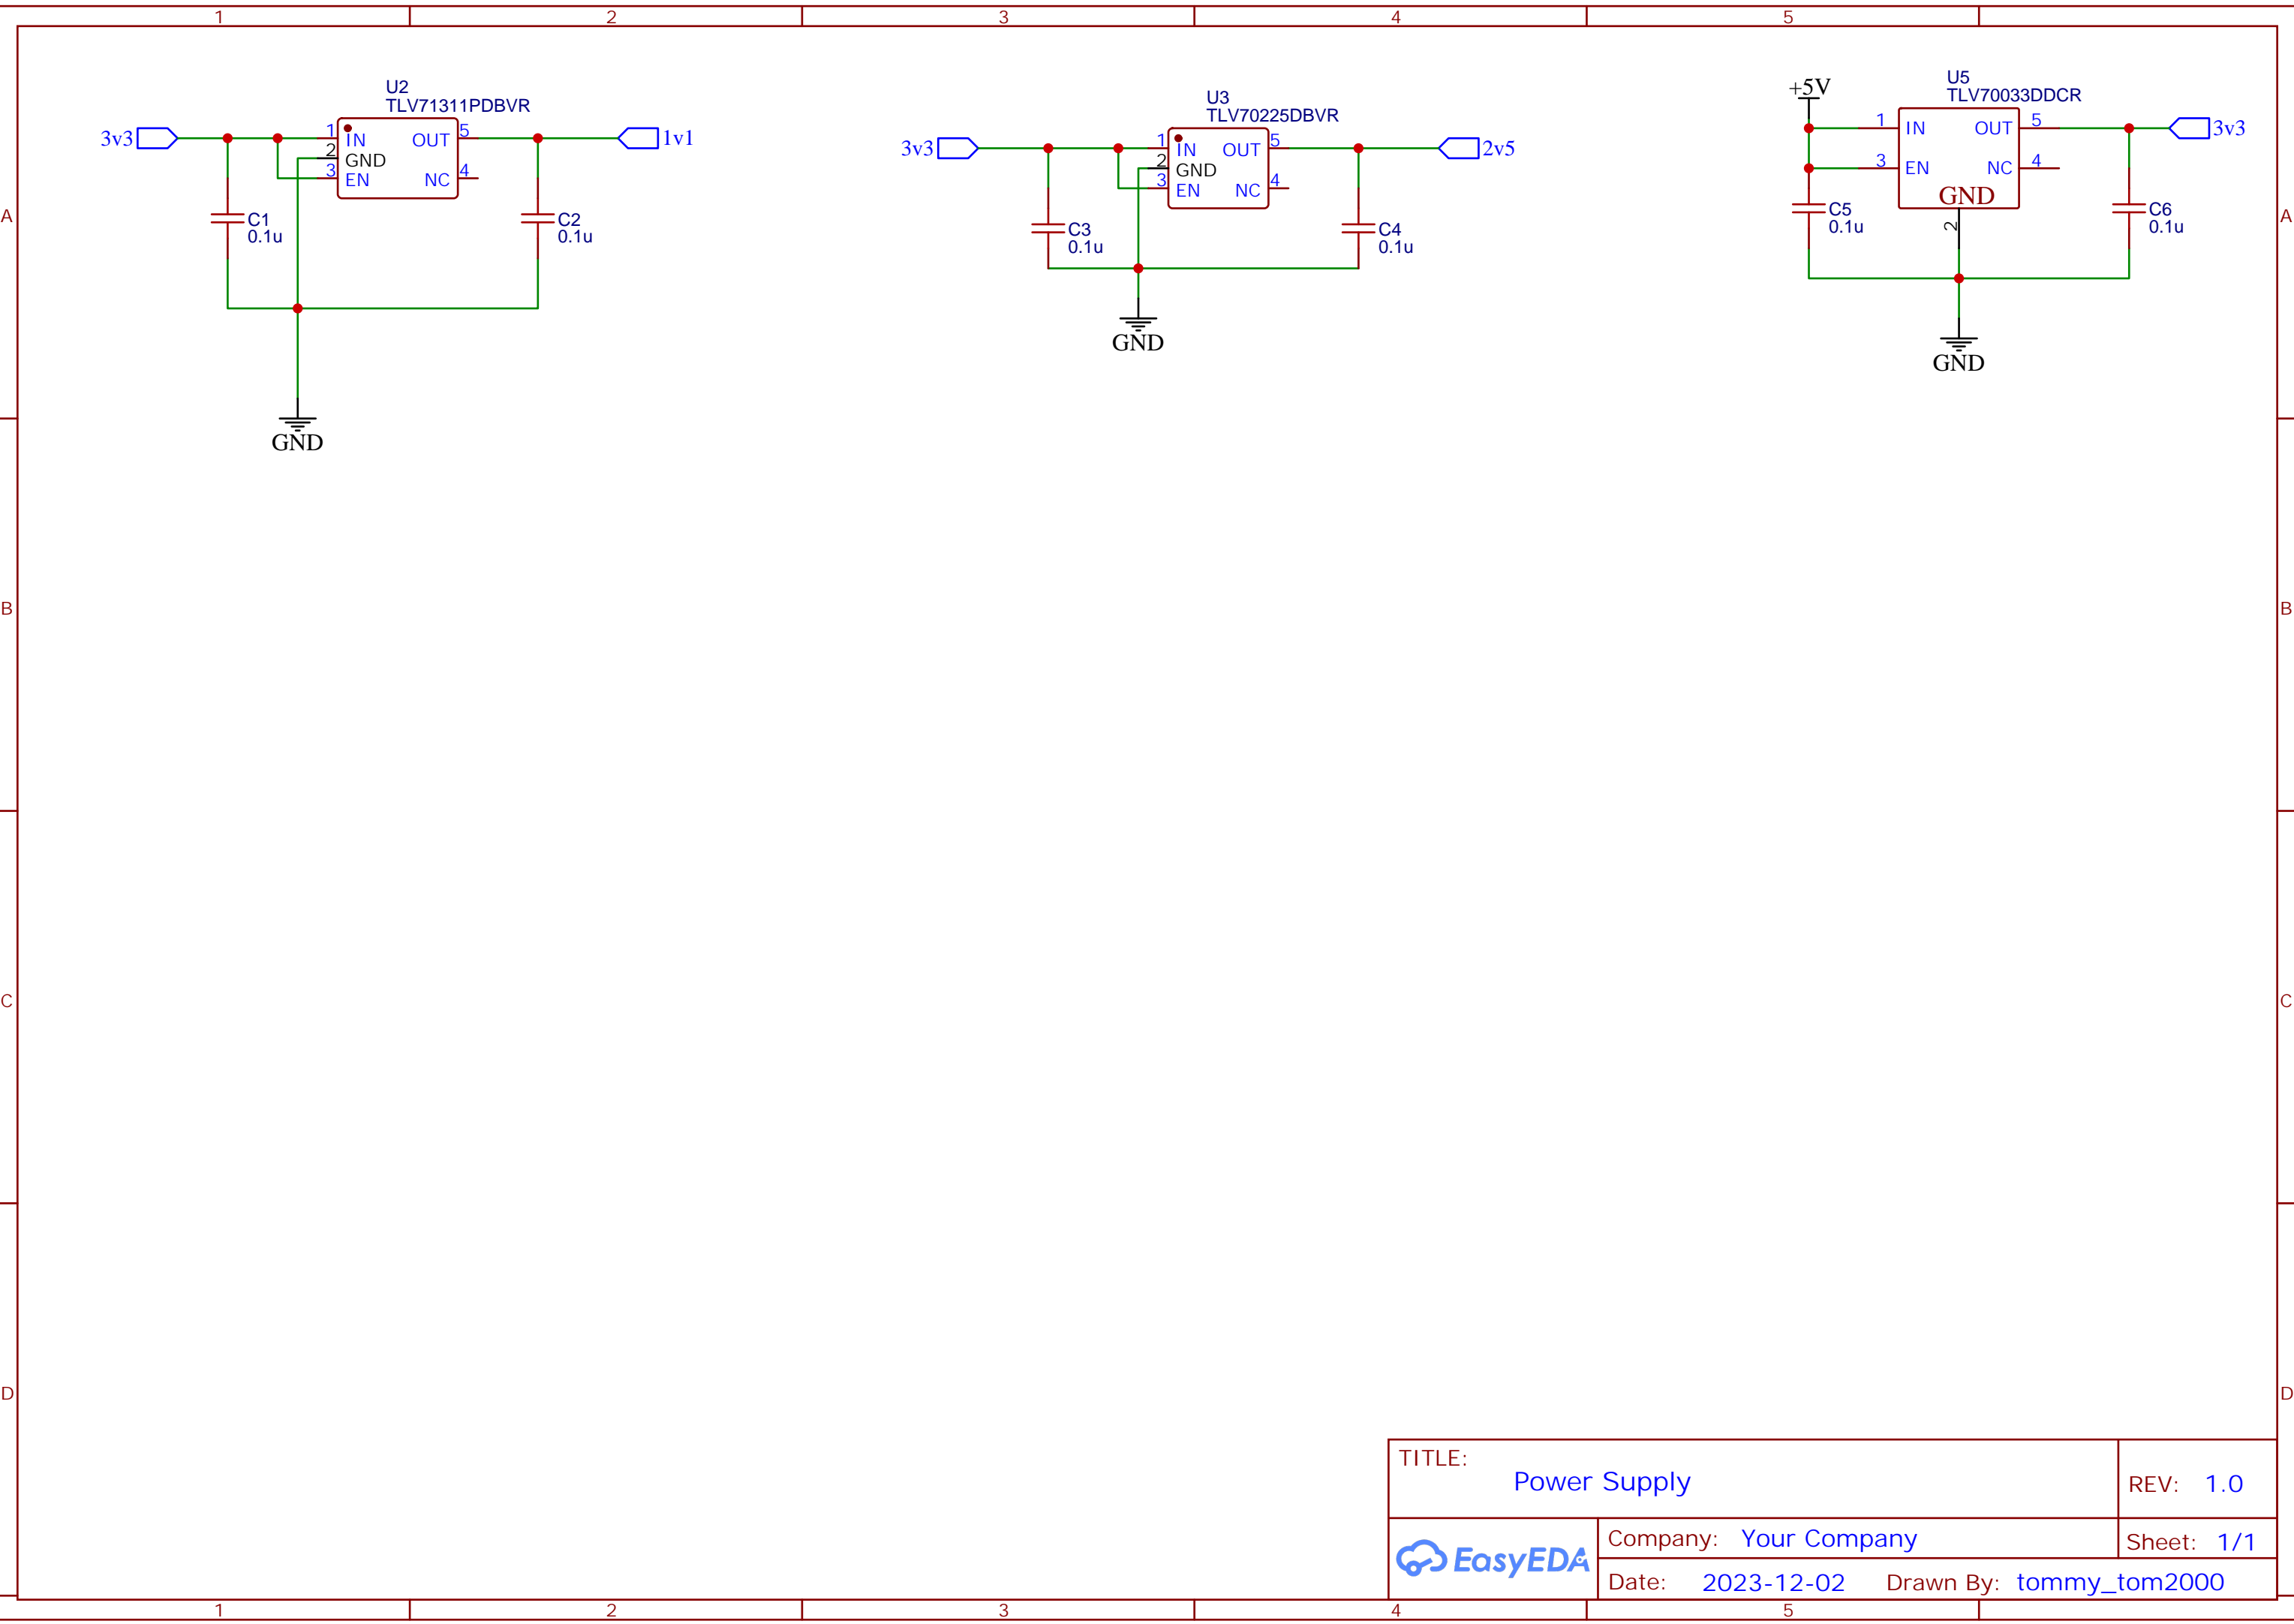 1 2 3 4 5
A A
B B
C C
D D
U2
TLV71311PDBVR
3v3
1 IN
2 GND
3 EN
OUT 5
NC 4
1v1
C1
0.1u
C2
0.1u
GND
U3
TLV70225DBVR
3v3
1 IN
2 GND
3 EN
OUT 5
NC 4
2v5
C3
0.1u
C4
0.1u
GND
+5V
U5
TLV70033DDCR
1 IN
3 EN
OUT 5
NC 4
GND
2
3v3
C5
0.1u
C6
0.1u
GND
TITLE:
Power Supply
REV: 1.0
EasyEDA
Company: Your Company
Sheet: 1/1
Date: 2023-12-02 Drawn By: tommy_tom2000
1 2 3 4 5